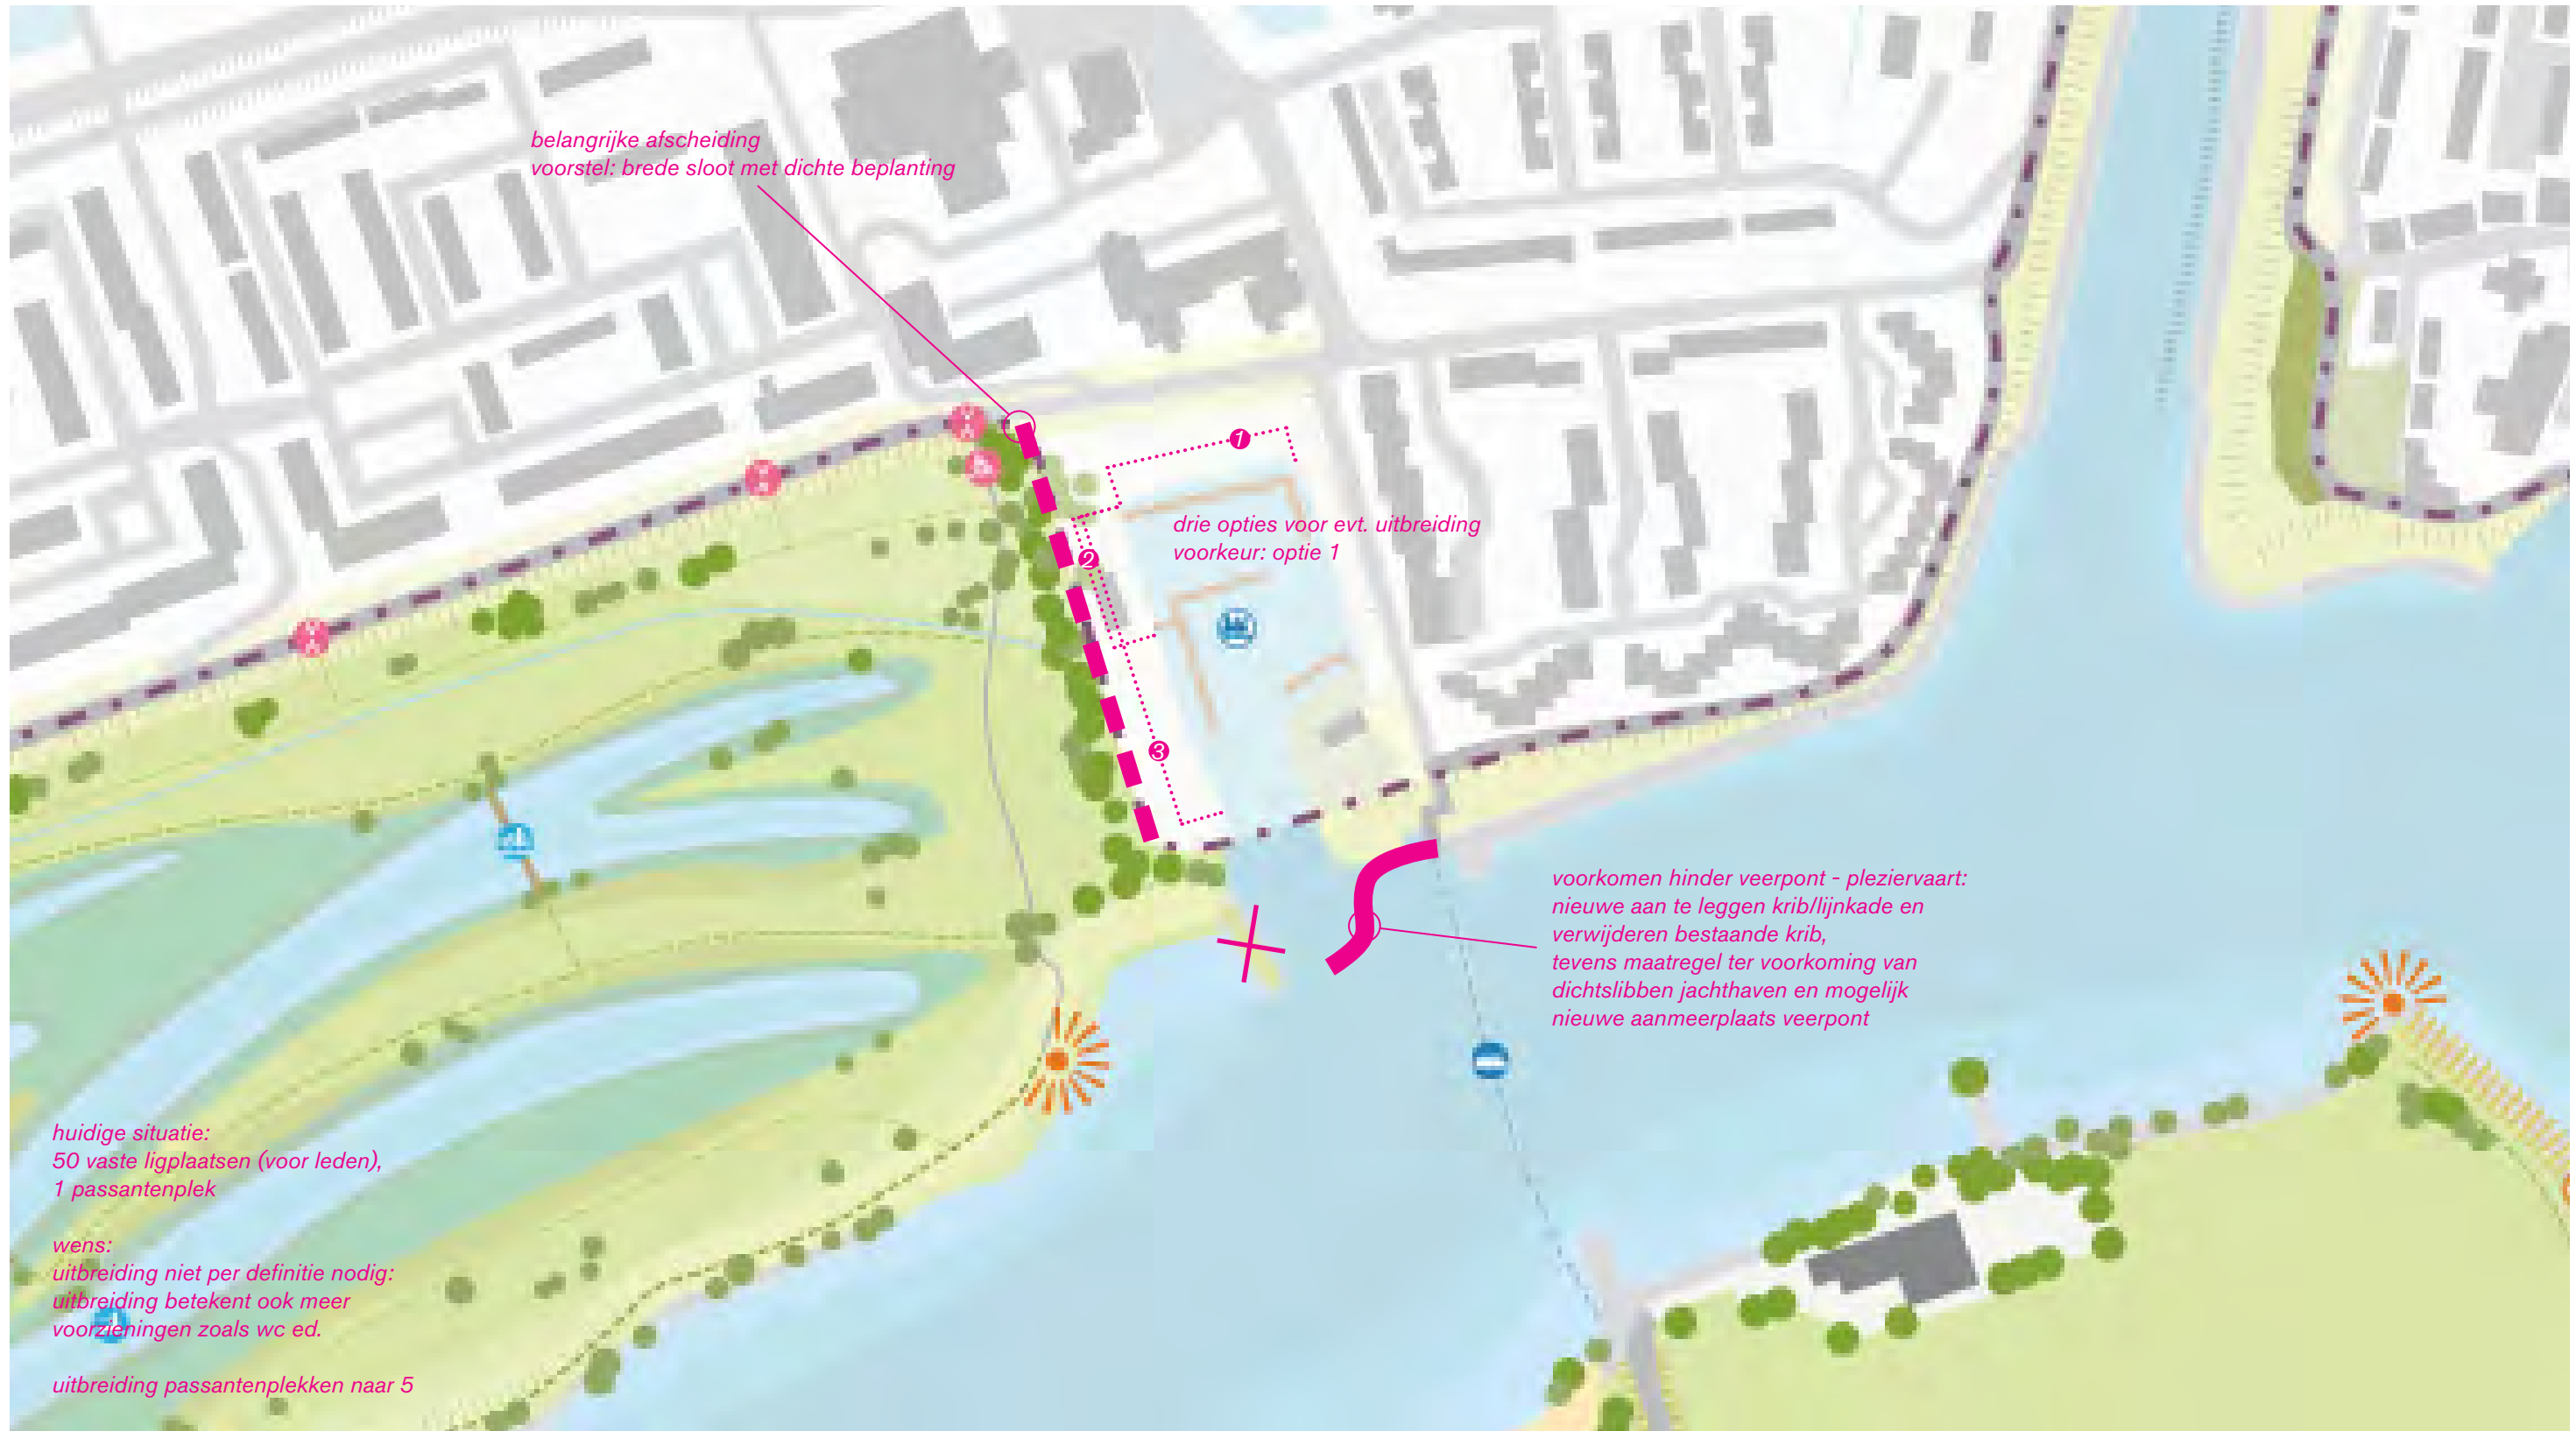 belangrijke afscheiding
voorstel: brede sloot met dichte beplanting
1
drie opties voor evt. uitbreiding
voorkeur: optie 1
2
3
voorkomen hinder veerpont - pleziervaart:
nieuwe aan te leggen krib/lijnkade en
verwijderen bestaande krib,
tevens maatregel ter voorkoming van
dichtslibben jachthaven en mogelijk
nieuwe aanmeerplaats veerpont
huidige situatie:
50 vaste ligplaatsen (voor leden),
1 passantenplek
wens:
uitbreiding niet per definitie nodig:
uitbreiding betekent ook meer
voorzieningen zoals wc ed.
uitbreiding passantenplekken naar 5